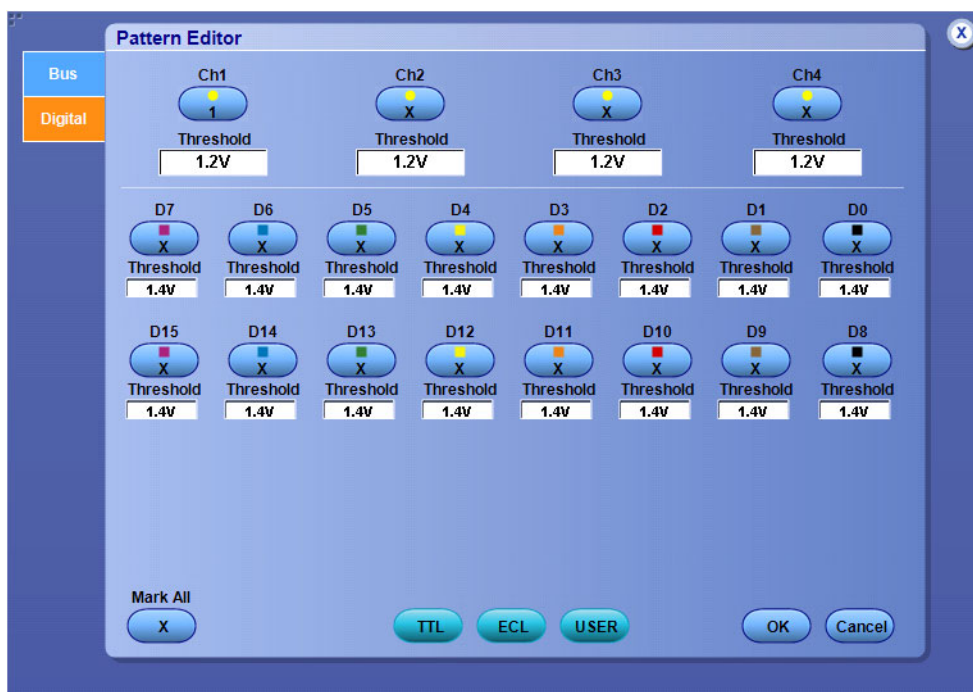 Pattern Editor
X
Bus
Digital
Ch1 Ch2 Ch3 Ch4
1 X X X
Threshold Threshold Threshold Threshold
1.2V 1.2V 1.2V 1.2V
D7 D6 D5 D4 D3 D2 D1 D0
X X X X X X X X
Threshold Threshold Threshold Threshold Threshold Threshold Threshold Threshold
1.4V 1.4V 1.4V 1.4V 1.4V 1.4V 1.4V 1.4V
D15 D14 D13 D12 D11 D10 D9 D8
X X X X X X X X
Threshold Threshold Threshold Threshold Threshold Threshold Threshold Threshold
1.4V 1.4V 1.4V 1.4V 1.4V 1.4V 1.4V 1.4V
Mark All
X TTL ECL USER OK Cancel